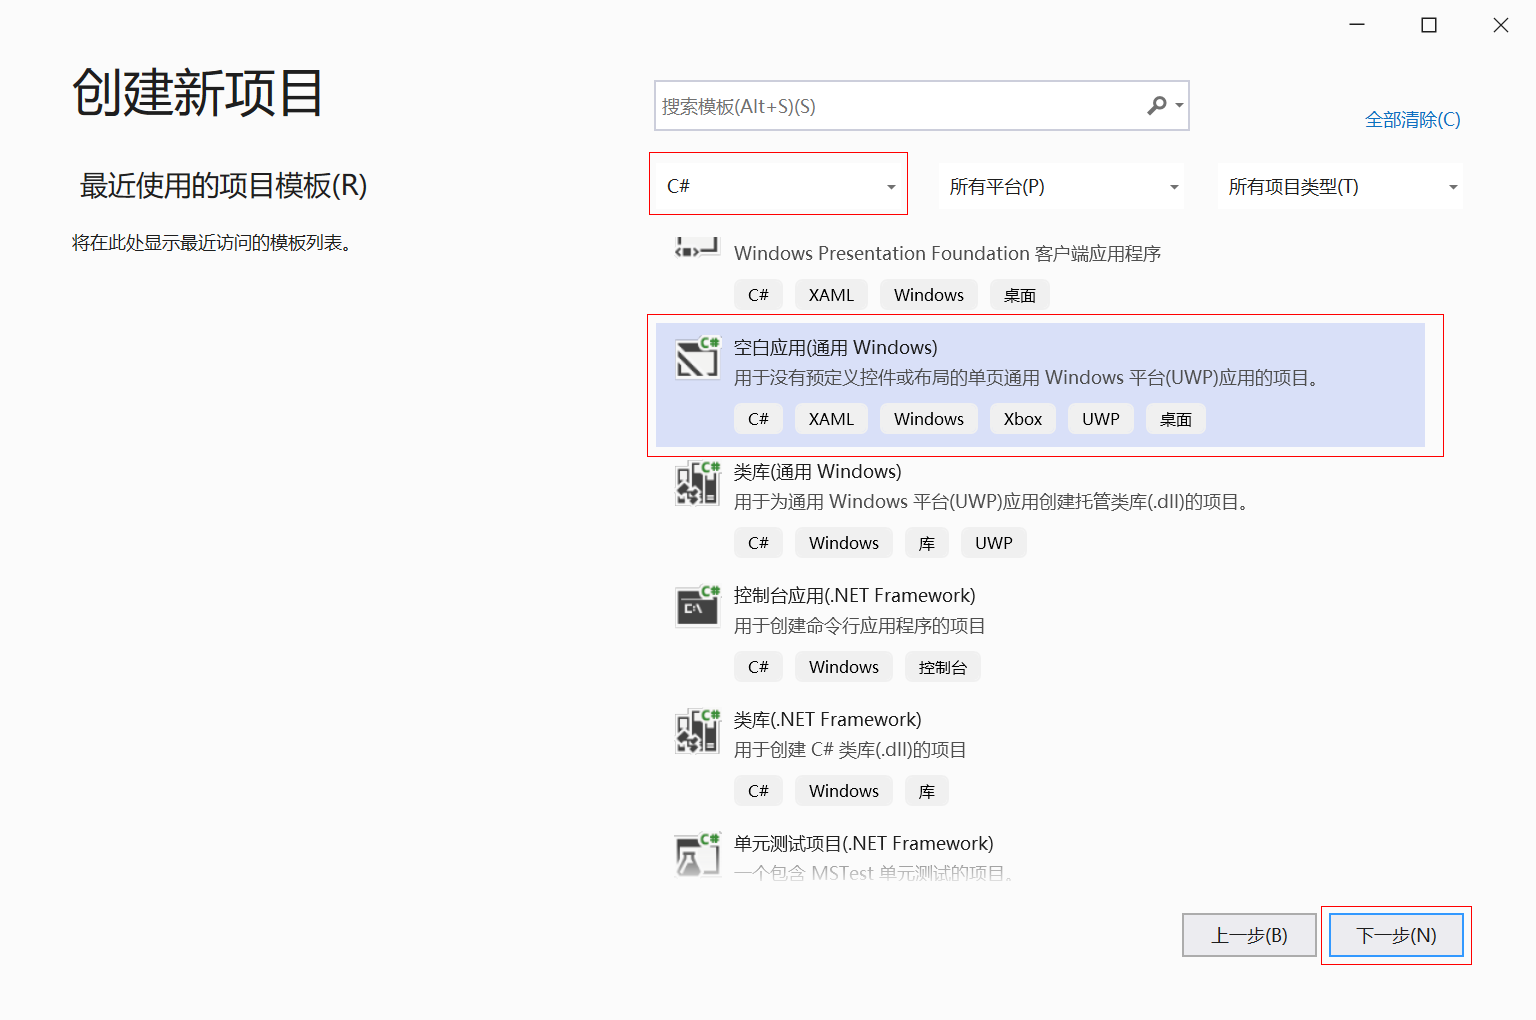 创建新项目
最近使用的项目模板(R)
将在此处显示最近访问的模板列表。
搜索模板(Alt+S)(S)
全部清除(C)
C# 所有平台(P) 所有项目类型(T)
Windows Presentation Foundation 客户端应用程序
C# XAML Windows 桌面
空白应用(通用 Windows)
用于没有预定义控件或布局的单页通用 Windows 平台(UWP)应用的项目。
C# XAML Windows Xbox UWP 桌面
类库(通用 Windows)
用于为通用 Windows 平台(UWP)应用创建托管类库(.dll)的项目。
C# Windows 库 UWP
控制台应用(.NET Framework)
用于创建命令行应用程序的项目
C# Windows 控制台
类库(.NET Framework)
用于创建 C# 类库(.dll)的项目
C# Windows 库
单元测试项目(.NET Framework)
一个包含 MSTest 单元测试的项目。
上一步(B) 下一步(N)